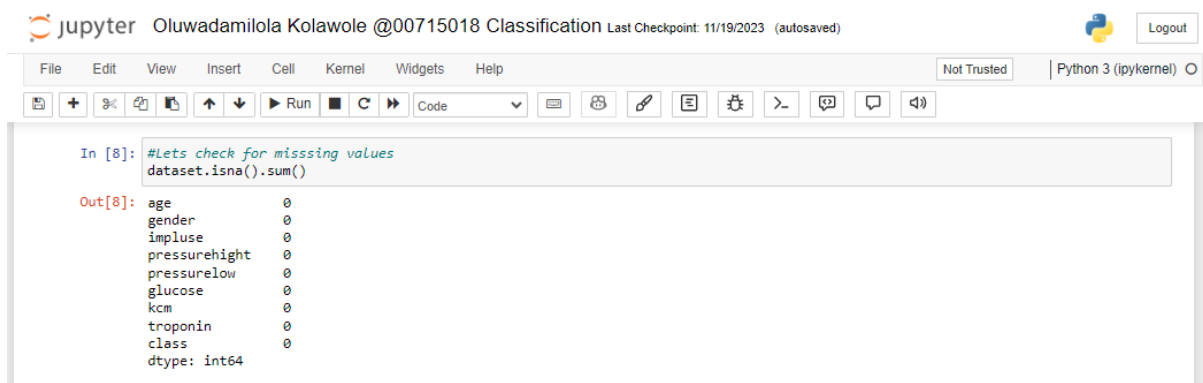 jupyter Oluwadamilola Kolawole @00715018 Classification Last Checkpoint: 11/19/2023 (autosaved) Logout
File Edit View Insert Cell Kernel Widgets Help Not Trusted Python 3 (ipykernel)
Run Code
In [8]: #Lets check for misssing values
dataset.isna().sum()
Out[8]: age 0
gender 0
impluse 0
pressurehight 0
pressurelow 0
glucose 0
kcm 0
troponin 0
class 0
dtype: int64